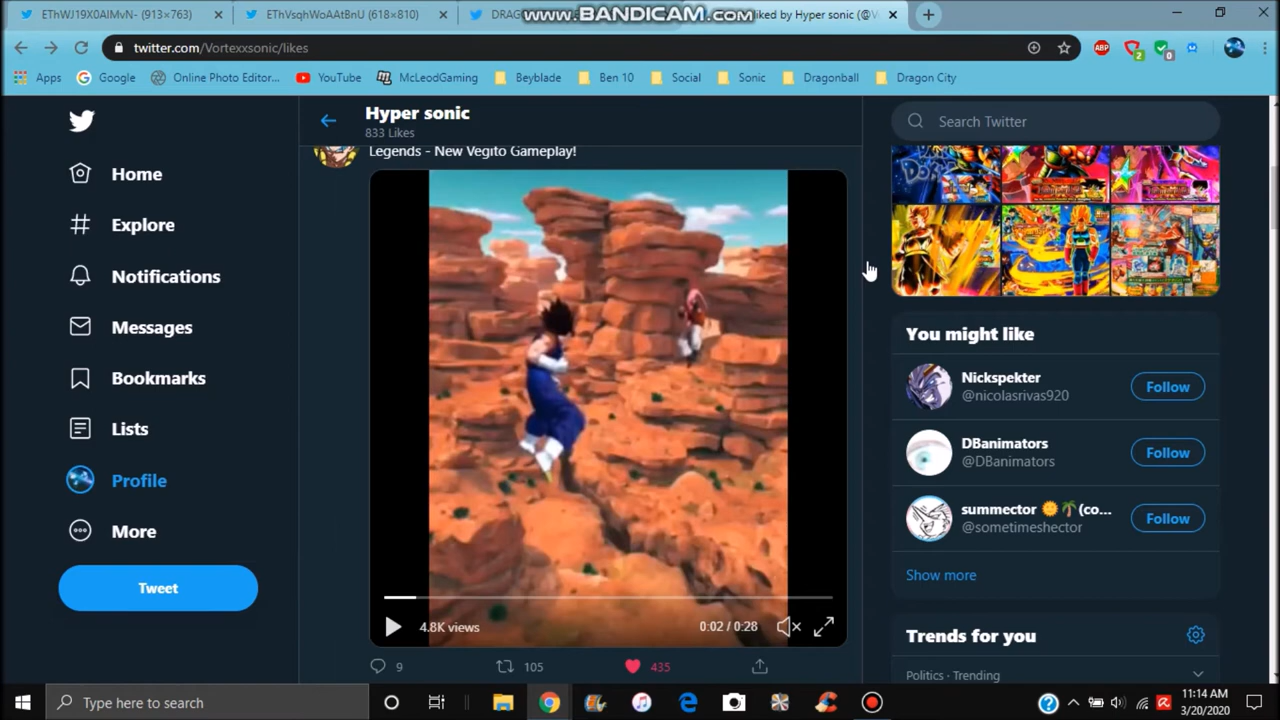 EThWJ19X0AIMvN- (913×763)
EThVsqhWoAAtBnU (618×810)
DRAG
www.BANDICAM.com
iked by Hyper sonic (@V
twitter.com/Vortexxsonic/likes
ABP
2
0
Apps
Google
Online Photo Editor...
YouTube
McLeodGaming
Beyblade
Ben 10
Social
Sonic
Dragonball
Dragon City
Hyper sonic
833 Likes
Search Twitter
Home
Explore
Notifications
Messages
Bookmarks
Lists
Profile
More
Tweet
Legends - New Vegito Gameplay!
4.8K views
0:02 / 0:28
9
105
435
You might like
Nickspekter
@nicolasrivas920
Follow
DBanimators
@DBanimators
Follow
summector 🌞🌴(co...
@sometimeshector
Follow
Show more
Trends for you
Politics · Trending
Type here to search
11:14 AM
3/20/2020